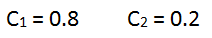 C₁ = 0.8 C₂ = 0.2